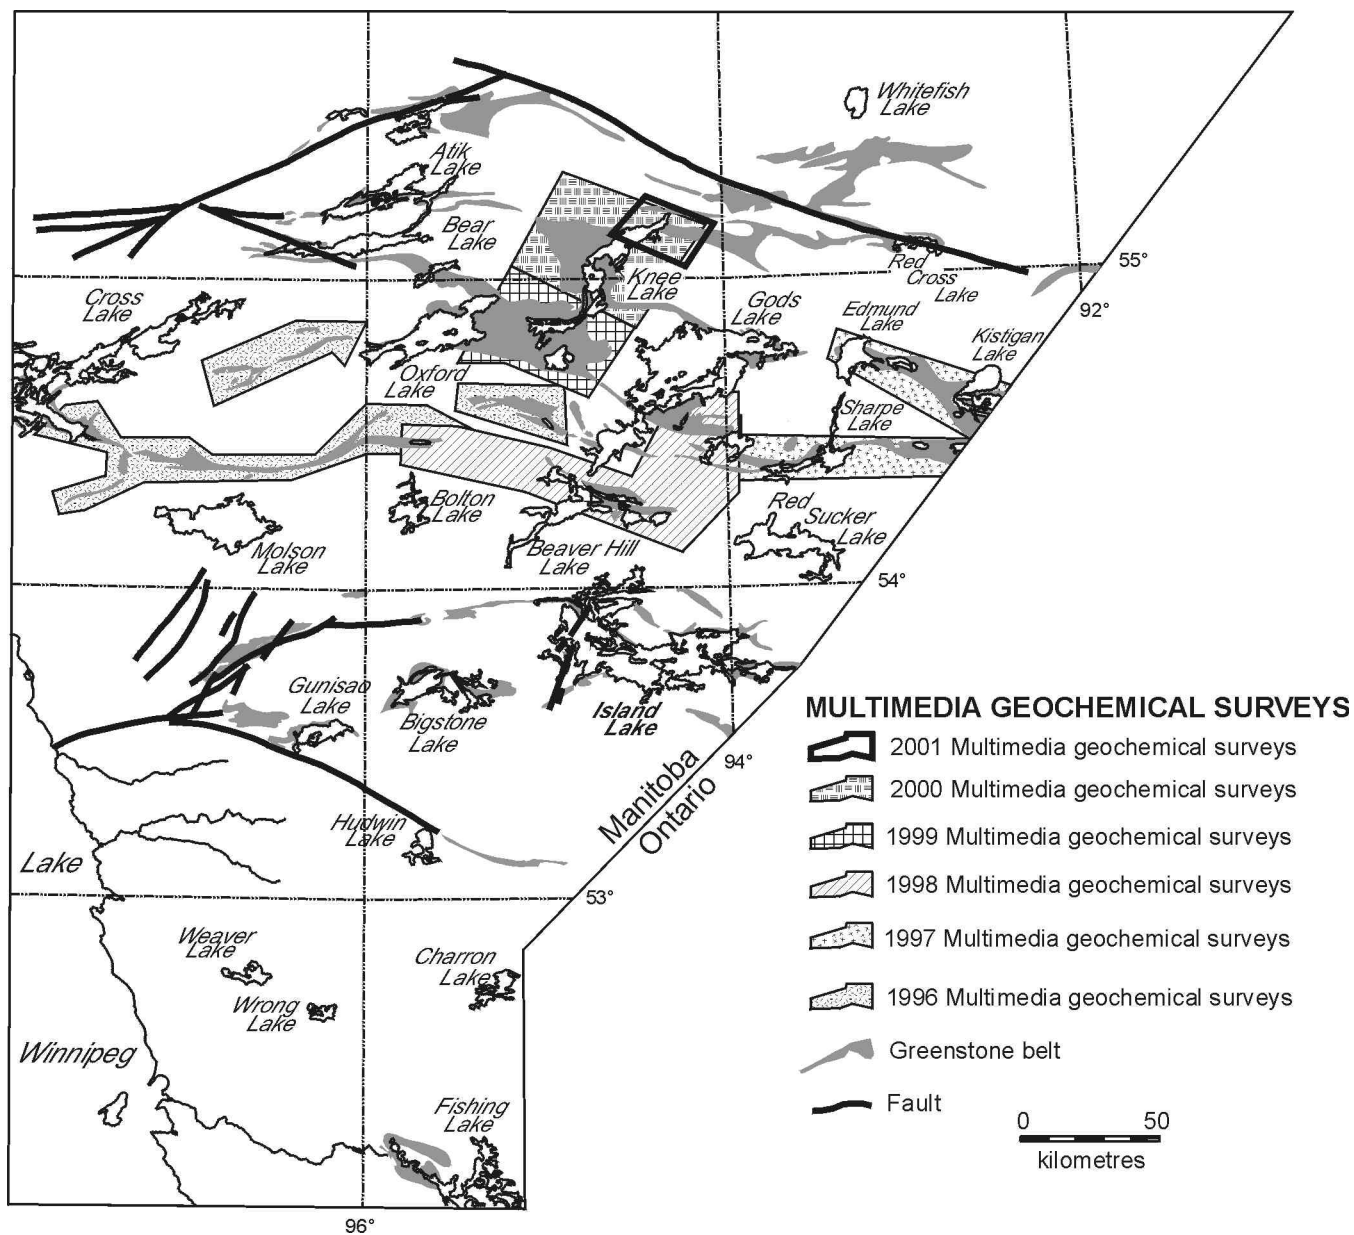 Whitefish
Lake
Atik
Lake
Bear
Lake
Red
Cross
Lake
55°
Knee
Lake
Cross
Lake
Gods
Lake
Edmund
Lake
92°
Kistigan
Lake
Oxford
Lake
Sharpe
Lake
Bolton
Lake
Red
Sucker
Lake
Molson
Lake
Beaver Hill
Lake
54°
Gunisao
Lake
Bigstone
Lake
Island
Lake
94°
Manitoba
Ontario
MULTIMEDIA GEOCHEMICAL SURVEYS
2001 Multimedia geochemical surveys
2000 Multimedia geochemical surveys
1999 Multimedia geochemical surveys
1998 Multimedia geochemical surveys
1997 Multimedia geochemical surveys
1996 Multimedia geochemical surveys
Greenstone belt
Fault
0 50
kilometres
Hudwin
Lake
Lake
53°
Weaver
Lake
Charron
Lake
Wrong
Lake
Winnipeg
Fishing
Lake
96°